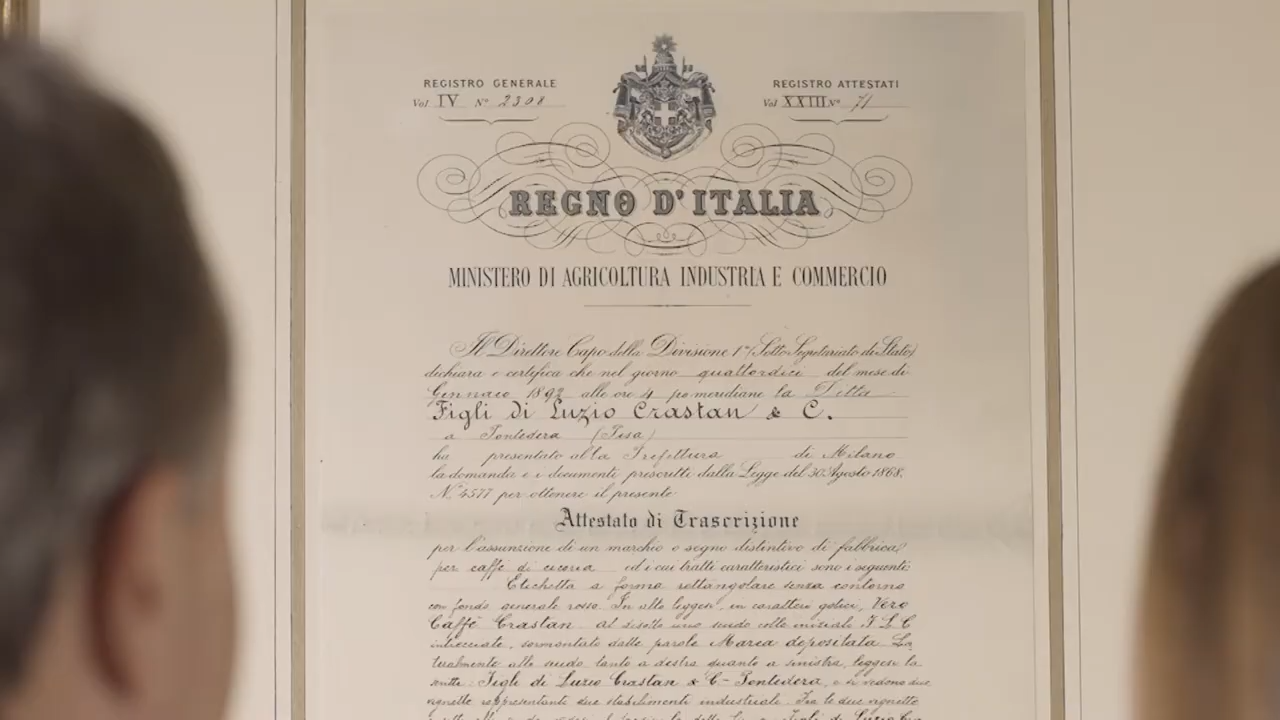 REGISTRO GENERALE
Vol IV N° 2308
REGISTRO ATTESTATI
Vol XXIII N° 71
REGNO D'ITALIA
MINISTERO DI AGRICOLTURA INDUSTRIA E COMMERCIO
Il Direttore Capo della Divisione 1ª (Sotto Segretariato di Stato)
dichiara e certifica che nel giorno quattordici del mese di
Gennaio 1892 alle ore 4 pomeridiane la Ditta
Figli di Luzio Crastan & C.
a Pontedera (Pisa)
ha presentato alla Prefettura di Milano
la domanda e i documenti prescritti dalla Legge del 30 Agosto 1868,
N. 4577 per ottenere il presente
Attestato di Trascrizione
per l'assunzione di un marchio o segno distintivo di fabbrica
per caffè di cicoria ed i cui tratti caratteristici sono i seguenti:
Etichetta a forma rettangolare senza contorno
con fondo generale rosso. In alto leggesi, in caratteri gotici, Vero
Caffè Crastan. Al disotto uno scudo colle iniziali F L C
intrecciate, sormontato dalle parole Marca depositata. La
teralmente allo scudo tanto a destra quanto a sinistra, leggesi la
scritta: Figli di Luzio Crastan & C. Pontedera, e si vedono due
vignette rappresentanti due stabilimenti industriali. Fra le due vignette